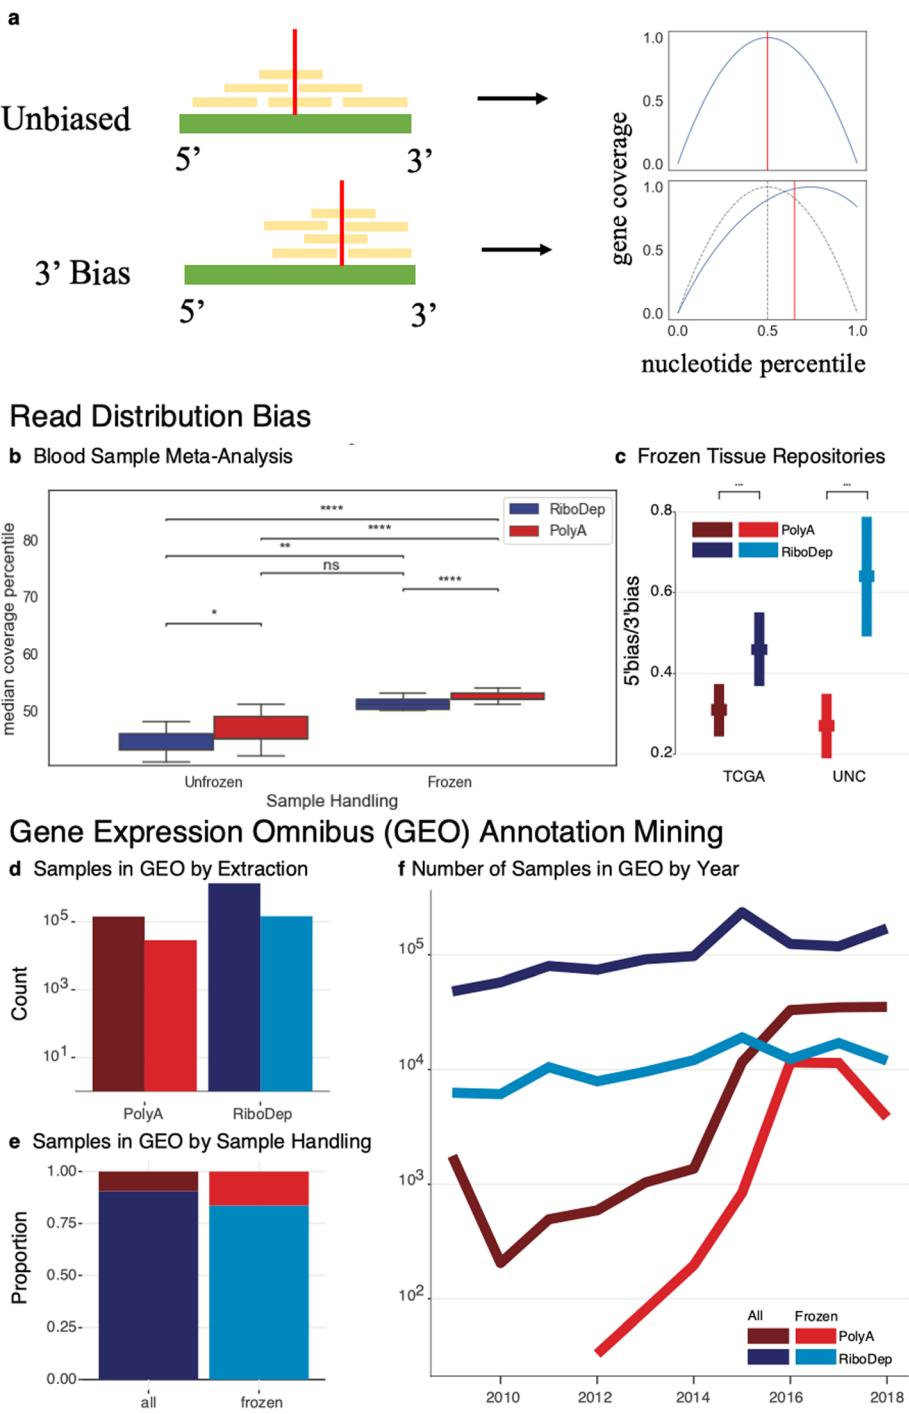 a
Unbiased
5’
3’
3’ Bias
5’
3’
gene coverage
1.0
0.5
0.0
1.0
0.5
0.0
0.0
0.5
1.0
nucleotide percentile
Read Distribution Bias
b Blood Sample Meta-Analysis
median coverage percentile
80
70
60
50
****
****
**
ns
****
*
RiboDep
PolyA
Unfrozen
Frozen
Sample Handling
c Frozen Tissue Repositories
...
...
5'bias/3'bias
0.8
0.6
0.4
0.2
PolyA
RiboDep
TCGA
UNC
Gene Expression Omnibus (GEO) Annotation Mining
d Samples in GEO by Extraction
Count
10⁵
10³
10¹
PolyA
RiboDep
e Samples in GEO by Sample Handling
Proportion
1.00
0.75
0.50
0.25
0.00
all
frozen
f Number of Samples in GEO by Year
10⁵
10⁴
10³
10²
All
Frozen
PolyA
RiboDep
2010
2012
2014
2016
2018